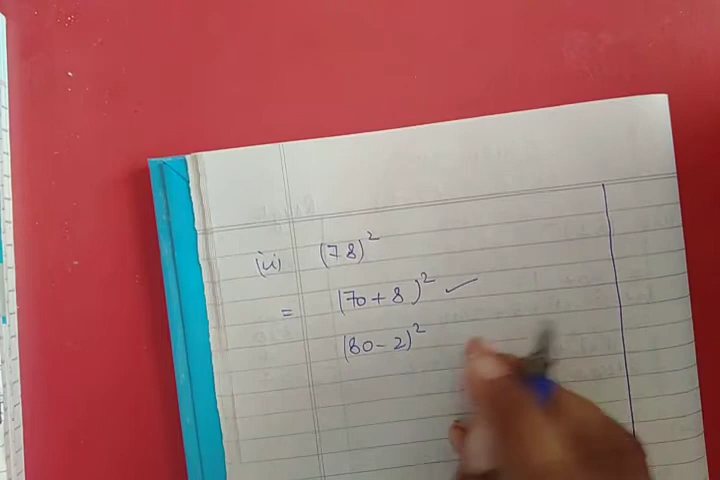 (ii) (78)²
= (70 + 8)² ✓
(80 - 2)²